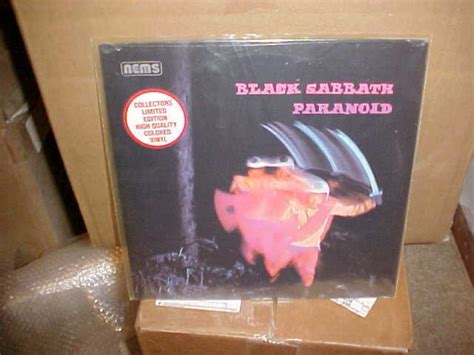 nems
BLACK SABBATH
PARANOID
COLLECTORS
LIMITED
EDITION
HIGH QUALITY
COLORED
VINYL